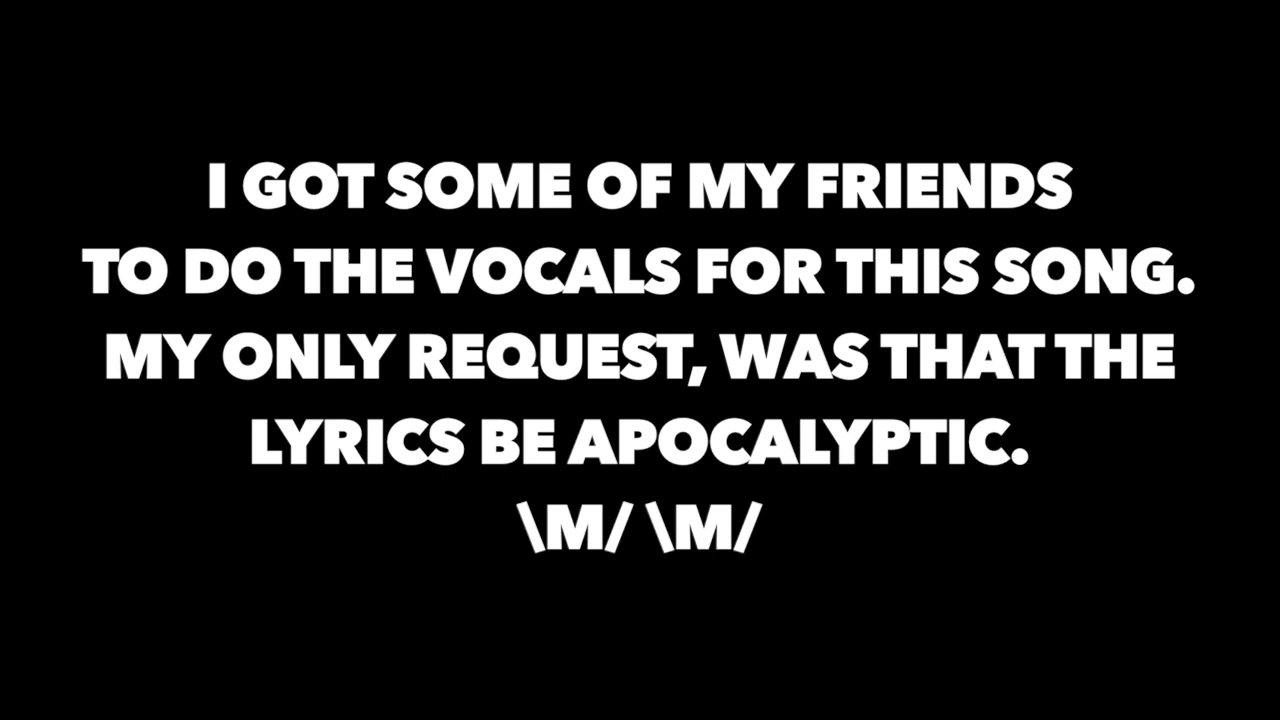 I GOT SOME OF MY FRIENDS
TO DO THE VOCALS FOR THIS SONG.
MY ONLY REQUEST, WAS THAT THE
LYRICS BE APOCALYPTIC.
\M/ \M/